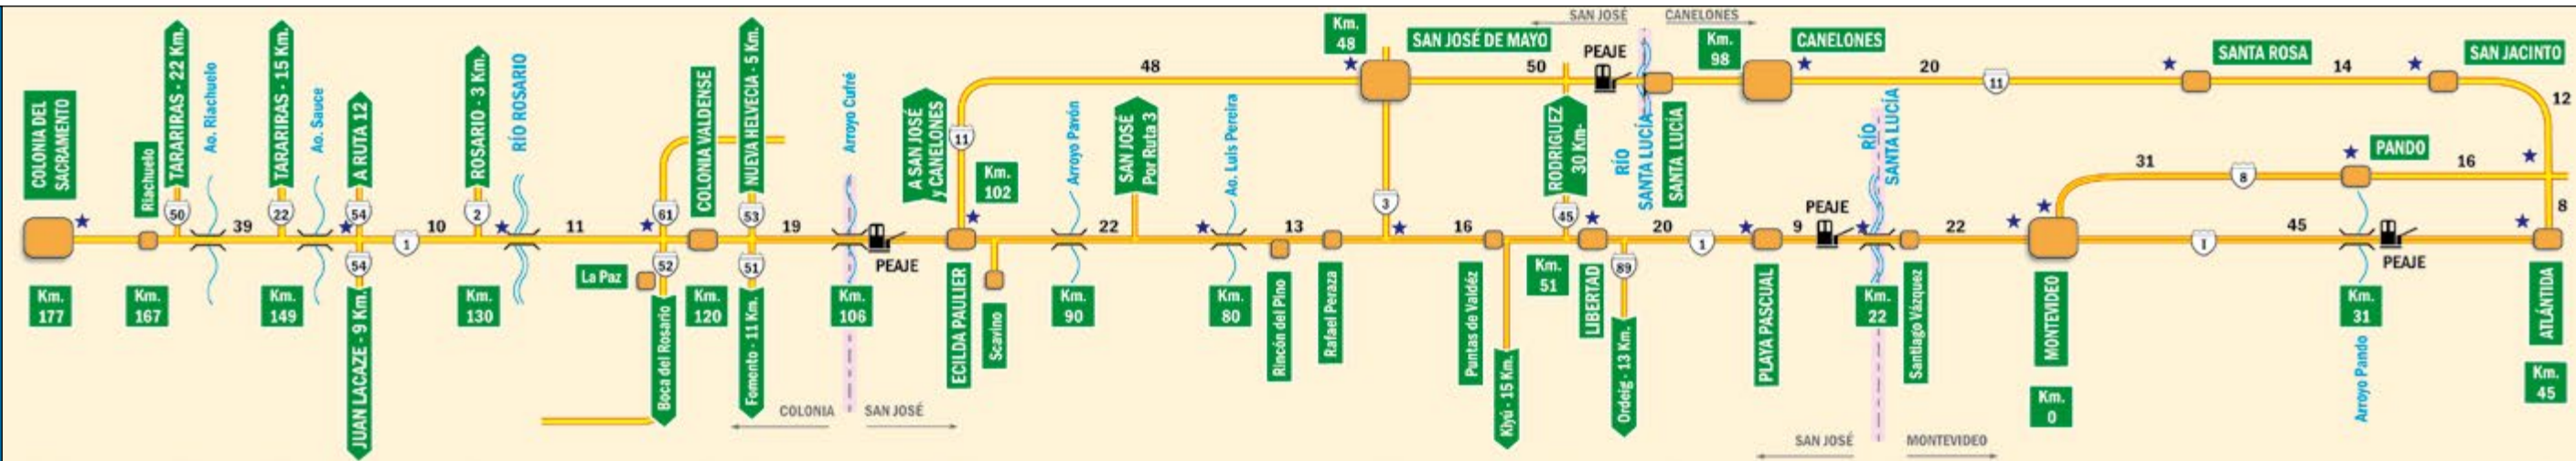 SAN JOSÉ
CANELONES
Km.
48
SAN JOSÉ DE MAYO
PEAJE
Km.
98
CANELONES
SANTA ROSA
SAN JACINTO
48
50
20
11
14
12
COLONIA DEL
SACRAMENTO
Riachuelo
TARARIRAS - 22 Km.
Ao. Riachuelo
TARARIRAS - 15 Km.
Ao. Sauce
A RUTA 12
ROSARIO - 3 Km.
RÍO ROSARIO
COLONIA VALDENSE
NUEVA HELVECIA - 5 Km.
Arroyo Cufré
A SAN JOSÉ
y CANELONES
11
Km.
102
Arroyo Pavón
SAN JOSÉ
Por Ruta 3
Ao. Luis Pereira
3
RODRIGUEZ
30 Km-
RÍO
SANTA LUCÍA
SANTA LUCÍA
RÍO
SANTA LUCÍA
31
8
PANDO
16
50
39
22
54
1
10
2
11
61
53
19
22
13
16
45
20
1
9
PEAJE
22
1
45
8
54
52
51
PEAJE
89
PEAJE
Km.
177
Km.
167
Km.
149
JUAN LACAZE - 9 Km.
Km.
130
La Paz
Boca del Rosario
Km.
120
Fomento - 11 Km.
Km.
106
ECILDA PAULIER
Scavino
Km.
90
Km.
80
Rincón del Pino
Rafael Peraza
Puntas de Valdéz
Kiyú - 15 Km.
Km.
51
LIBERTAD
Ordeig - 13 Km.
PLAYA PASCUAL
Km.
22
Santiago Vázquez
MONTEVIDEO
Km.
0
Km.
31
Arroyo Pando
ATLÁNTIDA
Km.
45
COLONIA
SAN JOSÉ
SAN JOSÉ
MONTEVIDEO